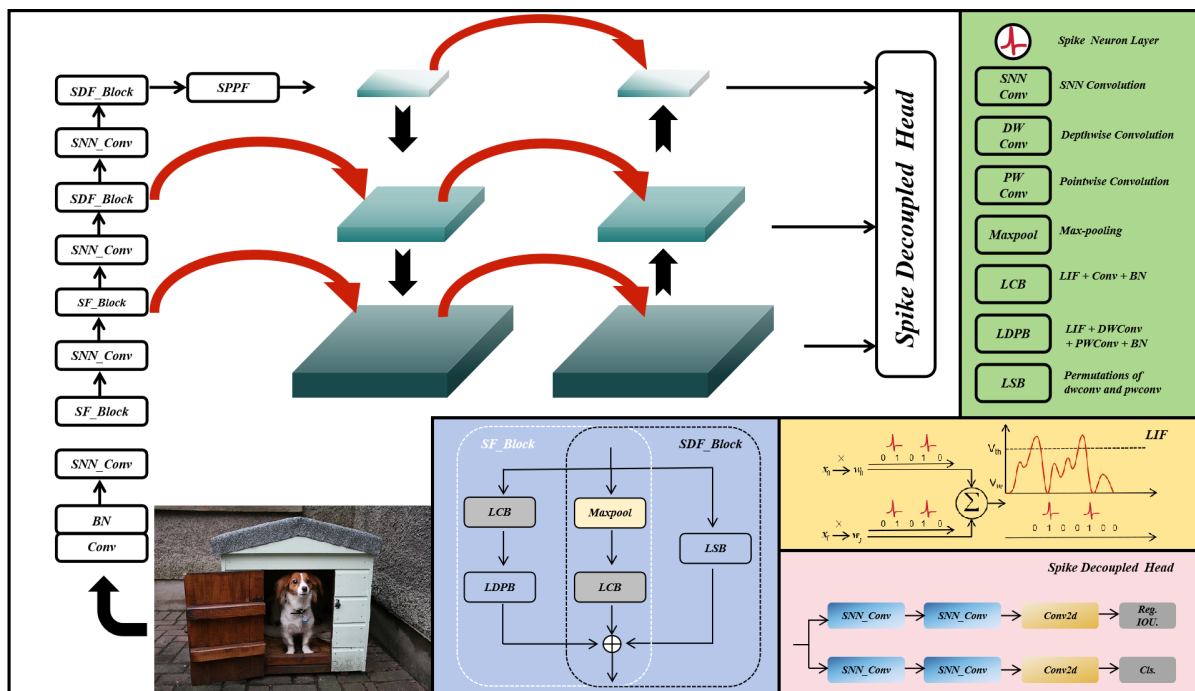 SDF_Block
SPPF
SNN_Conv
SDF_Block
SNN_Conv
SF_Block
SNN_Conv
SF_Block
SNN_Conv
BN
Conv
Spike Decoupled Head
Spike Neuron Layer
SNN
Conv
SNN Convolution
DW
Conv
Depthwise Convolution
PW
Conv
Pointwise Convolution
Maxpool
Max-pooling
LCB
LIF + Conv + BN
LDPB
LIF + DWConv
+ PWConv + BN
LSB
Permutations of
dwconv and pwconv
SF_Block
SDF_Block
LCB
Maxpool
LSB
LDPB
LCB
LIF
Vth
0 1 0 1 0
×
0 1 0 1 0
×
Σ
0 1 0 0 1 0 0
Spike Decoupled Head
SNN_Conv
SNN_Conv
Conv2d
Reg.
IOU.
SNN_Conv
SNN_Conv
Conv2d
Cls.